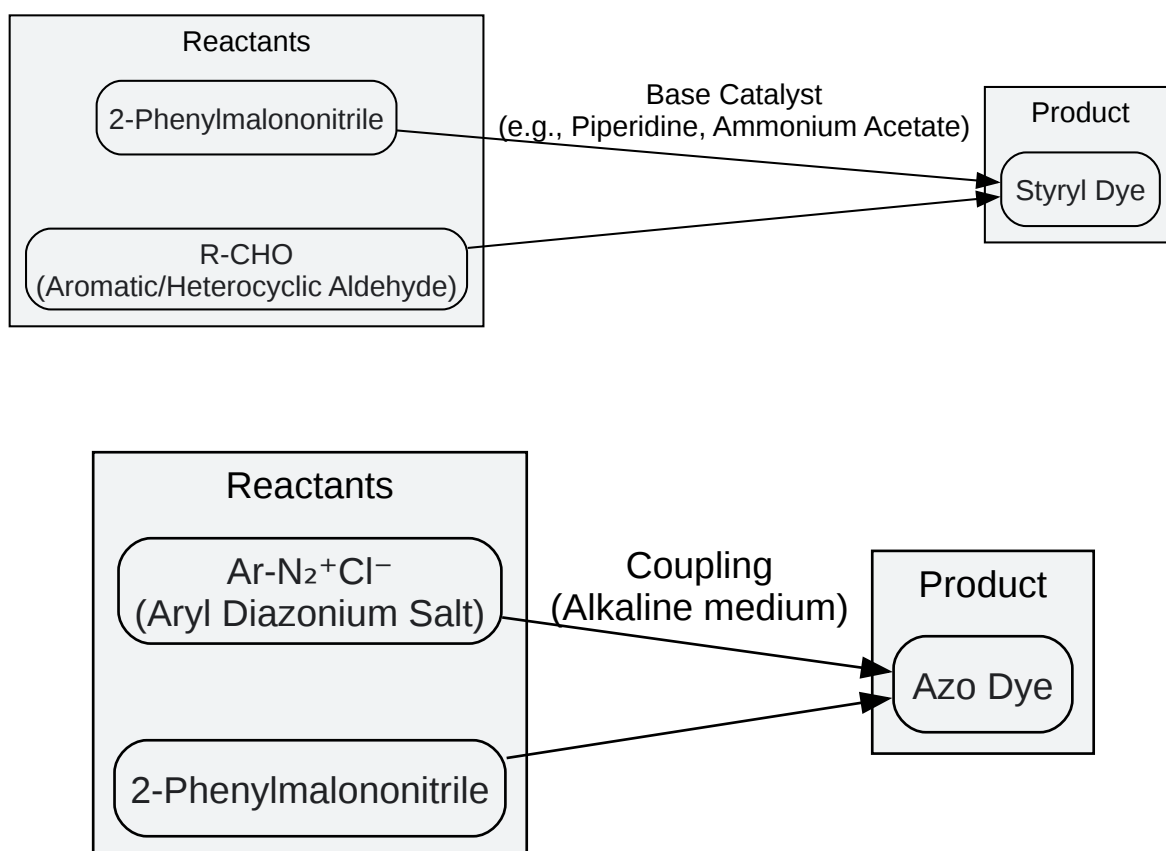 Reactants
2-Phenylmalononitrile
Base Catalyst
(e.g., Piperidine, Ammonium Acetate)
Product
Styryl Dye
R-CHO
(Aromatic/Heterocyclic Aldehyde)
Reactants
Ar-N₂⁺Cl⁻
(Aryl Diazonium Salt)
Coupling
(Alkaline medium)
Product
Azo Dye
2-Phenylmalononitrile